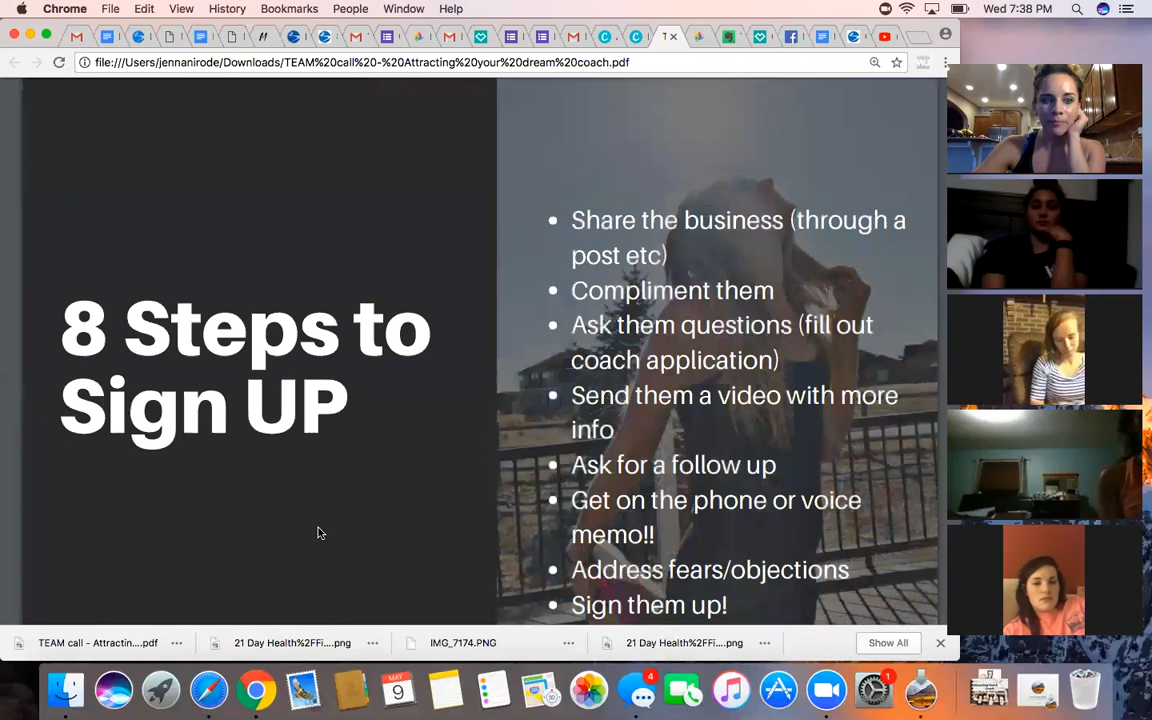 Chrome File Edit View History Bookmarks People Window Help Wed 7:38 PM
T
file:///Users/jennanirode/Downloads/TEAM%20call%20-%20Attracting%20your%20dream%20coach.pdf
8 Steps to
Sign UP
• Share the business (through a
post etc)
• Compliment them
• Ask them questions (fill out
coach application)
• Send them a video with more
info
• Ask for a follow up
• Get on the phone or voice
memo!!
• Address fears/objections
• Sign them up!
TEAM call - Attractin....pdf 21 Day Health%2FFi....png IMG_7174.PNG 21 Day Health%2FFi....png Show All
4 1
MAY
9